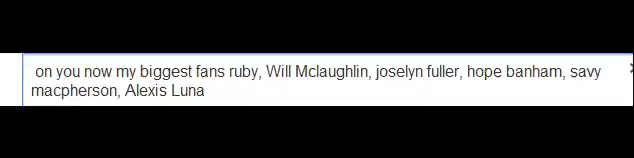 on you now my biggest fans ruby, Will Mclaughlin, joselyn fuller, hope banham, savy
macpherson, Alexis Luna